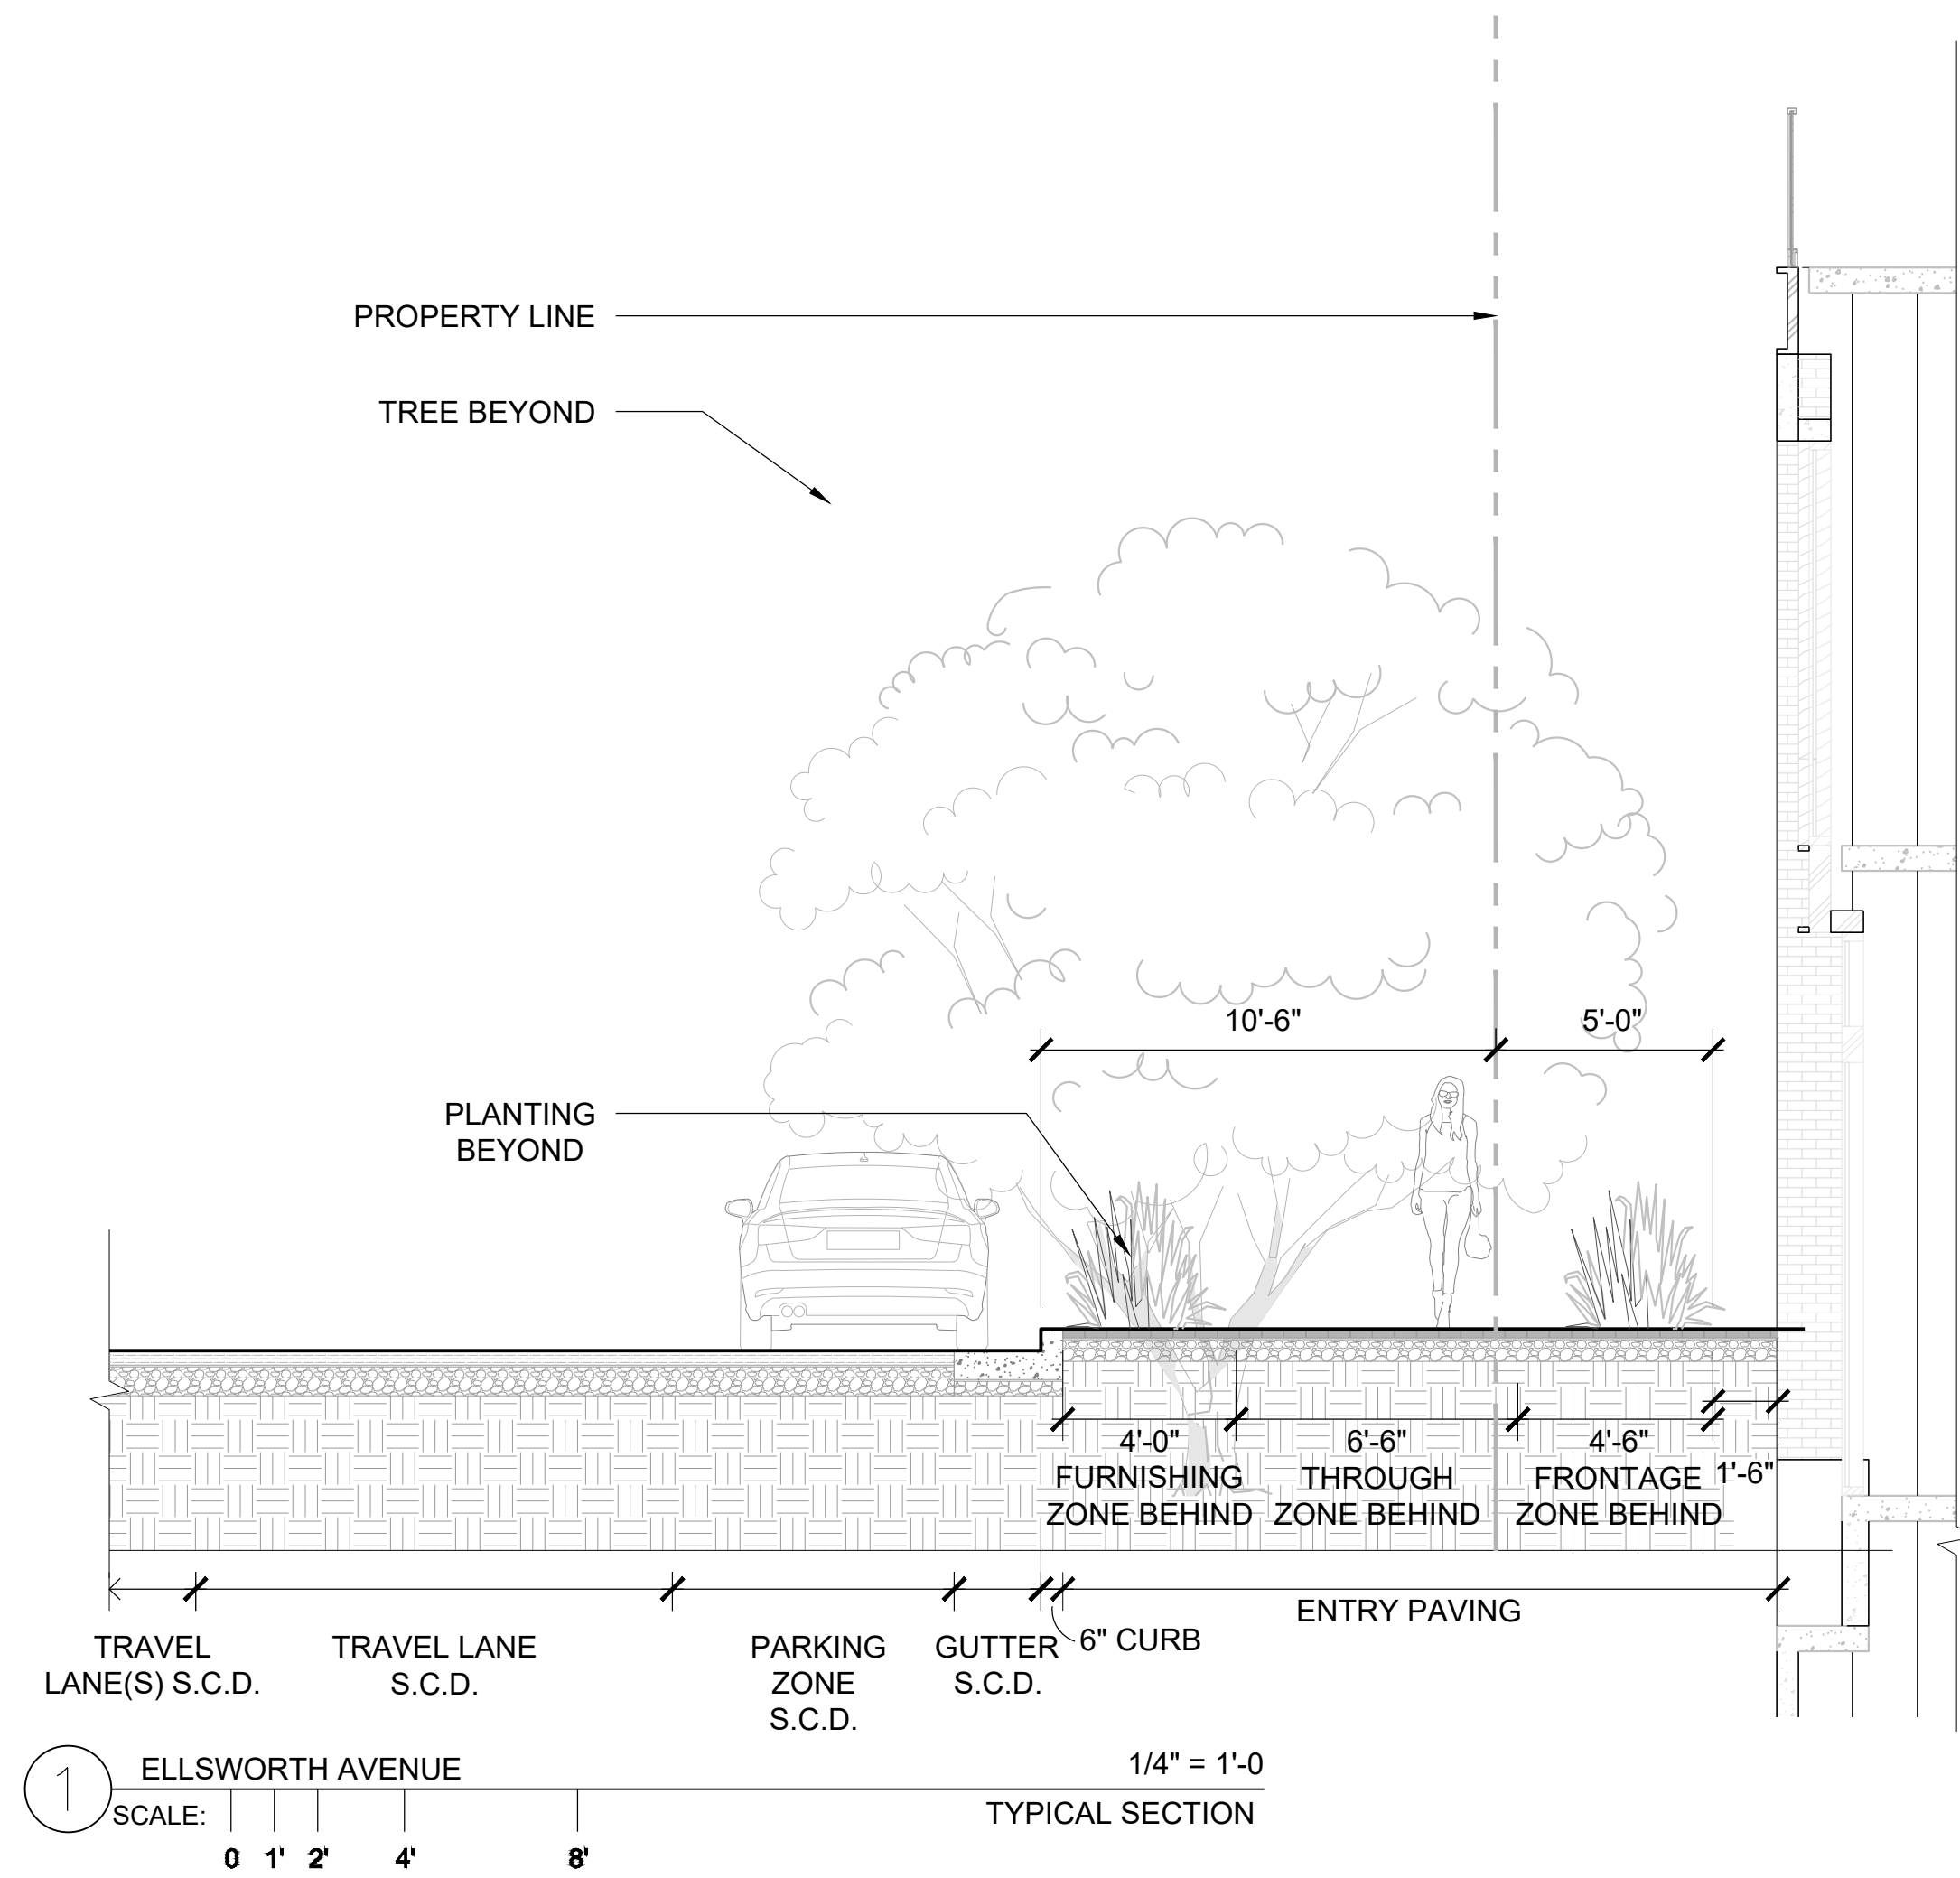 PROPERTY LINE
TREE BEYOND
10'-6"
5'-0"
PLANTING
BEYOND
4'-0"
FURNISHING
ZONE BEHIND
6'-6"
THROUGH
ZONE BEHIND
4'-6"
FRONTAGE
ZONE BEHIND
1'-6"
TRAVEL
LANE(S) S.C.D.
TRAVEL LANE
S.C.D.
PARKING
ZONE
S.C.D.
GUTTER
S.C.D.
6" CURB
ENTRY PAVING
1
ELLSWORTH AVENUE
1/4" = 1'-0
SCALE:
TYPICAL SECTION
0 1' 2' 4' 8'